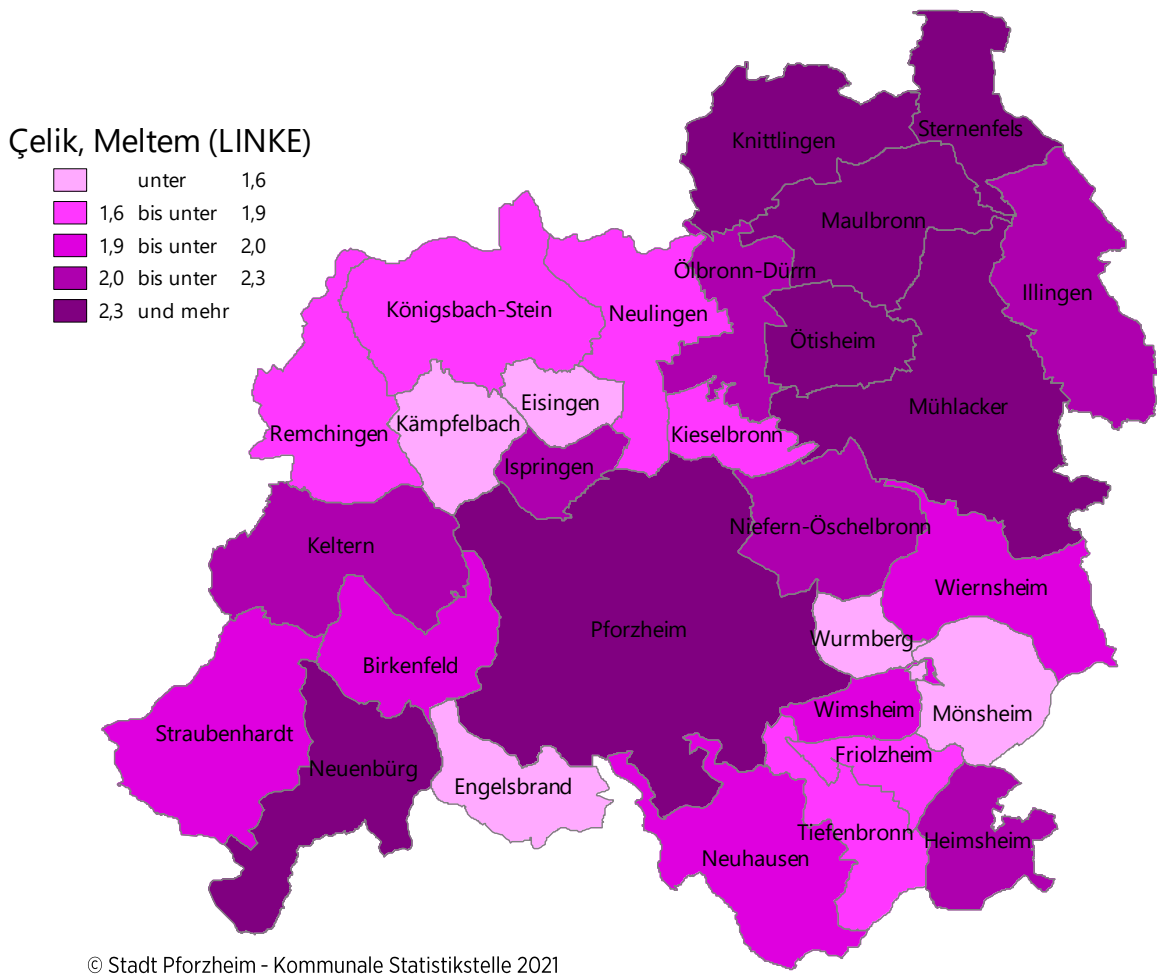 Çelik, Meltem (LINKE)
unter 1,6
1,6 bis unter 1,9
1,9 bis unter 2,0
2,0 bis unter 2,3
2,3 und mehr
Sternenfels
Knittlingen
Maulbronn
Ölbronn-Dürrn
Illingen
Königsbach-Stein
Neulingen
Ötisheim
Eisingen
Mühlacker
Kämpfelbach
Remchingen
Kieselbronn
Ispringen
Niefern-Öschelbronn
Keltern
Wiernsheim
Pforzheim
Wurmberg
Birkenfeld
Wimsheim
Mönsheim
Straubenhardt
Friolzheim
Neuenbürg
Engelsbrand
Tiefenbronn
Heimsheim
Neuhausen
© Stadt Pforzheim - Kommunale Statistikstelle 2021